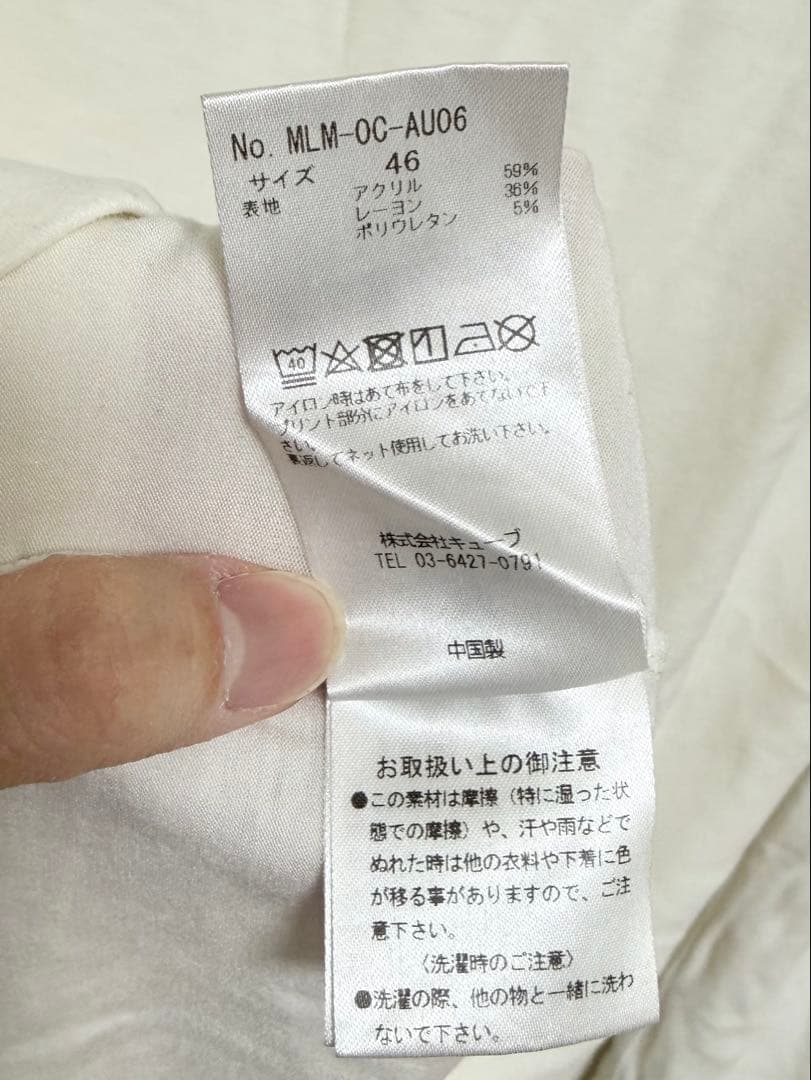 No. MLM-OC-AU06
サイズ 46
表地 アクリル 59%
レーヨン 36%
ポリウレタン 5%
40
アイロン時はあて布をして下さい。
プリント部分にアイロンをあてないで下
さい。
裏返してネット使用してお洗い下さい。
株式会社キューブ
TEL 03-6427-0791
中国製
お取扱い上の御注意
●この素材は摩擦（特に湿った状
態での摩擦）や、汗や雨などで
ぬれた時は他の衣料や下着に色
が移る事がありますので、ご注
意下さい。
〈洗濯時のご注意〉
●洗濯の際、他の物と一緒に洗わ
ないで下さい。